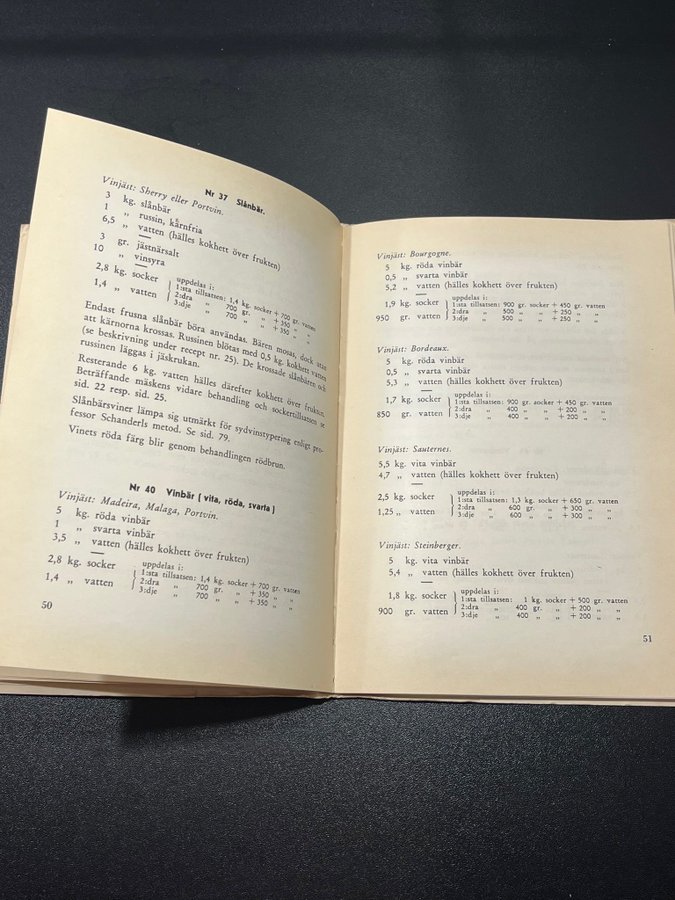 Nr 37 Slånbär.
Vinjäst: Sherry eller Portvin.
3 kg. slånbär
1 „ russin, kärnfria
6,5 „ vatten (hälles kokhett över frukten)
3 gr. jästnärsalt
10 „ vinsyra
2,8 kg. socker
1,4 „ vatten
uppdelas i:
1:sta tillsatsen: 1,4 kg. socker + 700 gr. vatten
2:dra „ 700 gr. „ + 350 „ „
3:dje „ 700 „ „ + 350 „ „
Endast frusna slånbär böra användas. Bären mosas, dock utan
att kärnorna krossas. Russinen blötas med 0,5 kg. kokhett vatten
(se beskrivning under recept nr. 25). De krossade slånbären och
russinen läggas i jäskrukan.
Resterande 6 kg. vatten hälles därefter kokhett över frukten.
Beträffande mäskens vidare behandling och sockertillsatsen se
sid. 22 resp. sid. 25.
Slånbärsviner lämpa sig utmärkt för sydvinstypering enligt pro-
fessor Schanderls metod. Se sid. 79.
Vinets röda färg blir genom behandlingen rödbrun.
Nr 40 Vinbär (vita, röda, svarta)
Vinjäst: Madeira, Malaga, Portvin.
5 kg. röda vinbär
1 „ svarta vinbär
3,5 „ vatten (hälles kokhett över frukten)
2,8 kg. socker
1,4 „ vatten
uppdelas i:
1:sta tillsatsen: 1,4 kg. socker + 700 gr. vatten
2:dra „ 700 gr. „ + 350 „ „
3:dje „ 700 „ „ + 350 „ „
50
Vinjäst: Bourgogne.
5 kg. röda vinbär
0,5 „ svarta vinbär
5,2 „ vatten (hälles kokhett över frukten)
1,9 kg. socker
950 gr. vatten
uppdelas i:
1:sta tillsatsen: 900 gr. socker + 450 gr. vatten
2:dra „ 500 „ „ + 250 „ „
3:dje „ 500 „ „ + 250 „ „
Vinjäst: Bordeaux.
5 kg. röda vinbär
0,5 „ svarta vinbär
5,3 „ vatten (hälles kokhett över frukten)
1,7 kg. socker
850 gr. vatten
uppdelas i:
1:sta tillsatsen: 900 gr. socker + 450 gr. vatten
2:dra „ 400 „ „ + 200 „ „
3:dje „ 400 „ „ + 200 „ „
Vinjäst: Sauternes.
5,5 kg. vita vinbär
4,7 „ vatten (hälles kokhett över frukten)
2,5 kg. socker
1,25 „ vatten
uppdelas i:
1:sta tillsatsen: 1,3 kg. socker + 650 gr. vatten
2:dra „ 600 gr. „ + 300 „ „
3:dje „ 600 „ „ + 300 „ „
Vinjäst: Steinberger.
5 kg. vita vinbär
5,4 „ vatten (hälles kokhett över frukten)
1,8 kg. socker
900 gr. vatten
uppdelas i:
1:sta tillsatsen: 1 kg. socker + 500 gr. vatten
2:dra „ 400 gr. „ + 200 „ „
3:dje „ 400 „ „ + 200 „ „
51